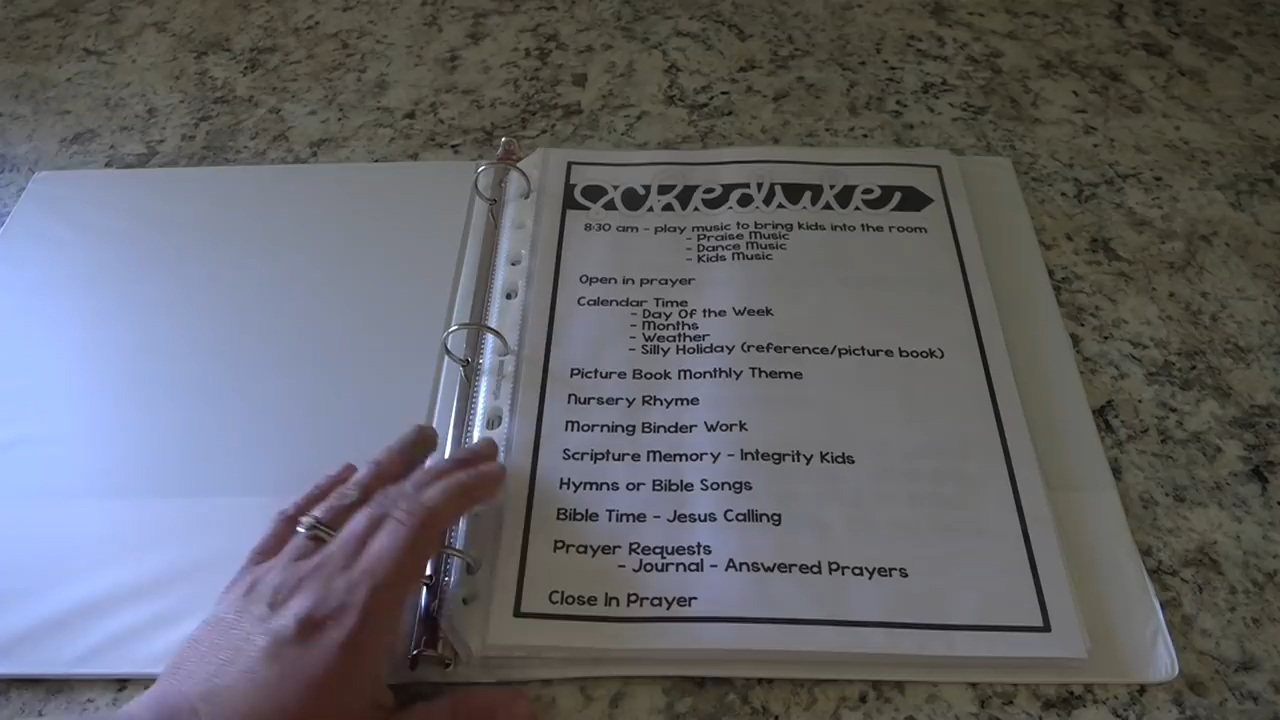 Schedule
8:30 am - play music to bring kids into the room
- Praise Music
- Dance Music
- Kids Music
Open in prayer
Calendar Time
- Day Of the Week
- Months
- Weather
- Silly Holiday (reference/picture book)
Picture Book Monthly Theme
Nursery Rhyme
Morning Binder Work
Scripture Memory - Integrity Kids
Hymns or Bible Songs
Bible Time - Jesus Calling
Prayer Requests
- Journal - Answered Prayers
Close In Prayer